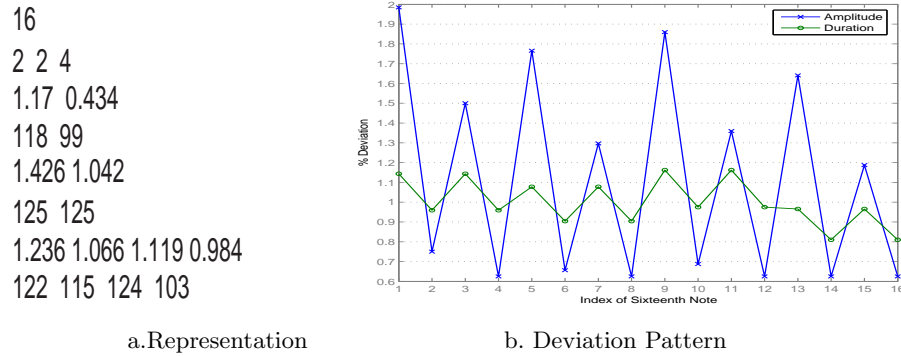 16
2 2 4
1.17 0.434
118 99
1.426 1.042
125 125
1.236 1.066 1.119 0.984
122 115 124 103
a.Representation
2
1.9
1.8
1.7
1.6
1.5
1.4
1.3
1.2
1.1
1
0.9
0.8
0.7
0.6
% Deviation
Amplitude
Duration
1 2 3 4 5 6 7 8 9 10 11 12 13 14 15 16
Index of Sixteenth Note
b. Deviation Pattern